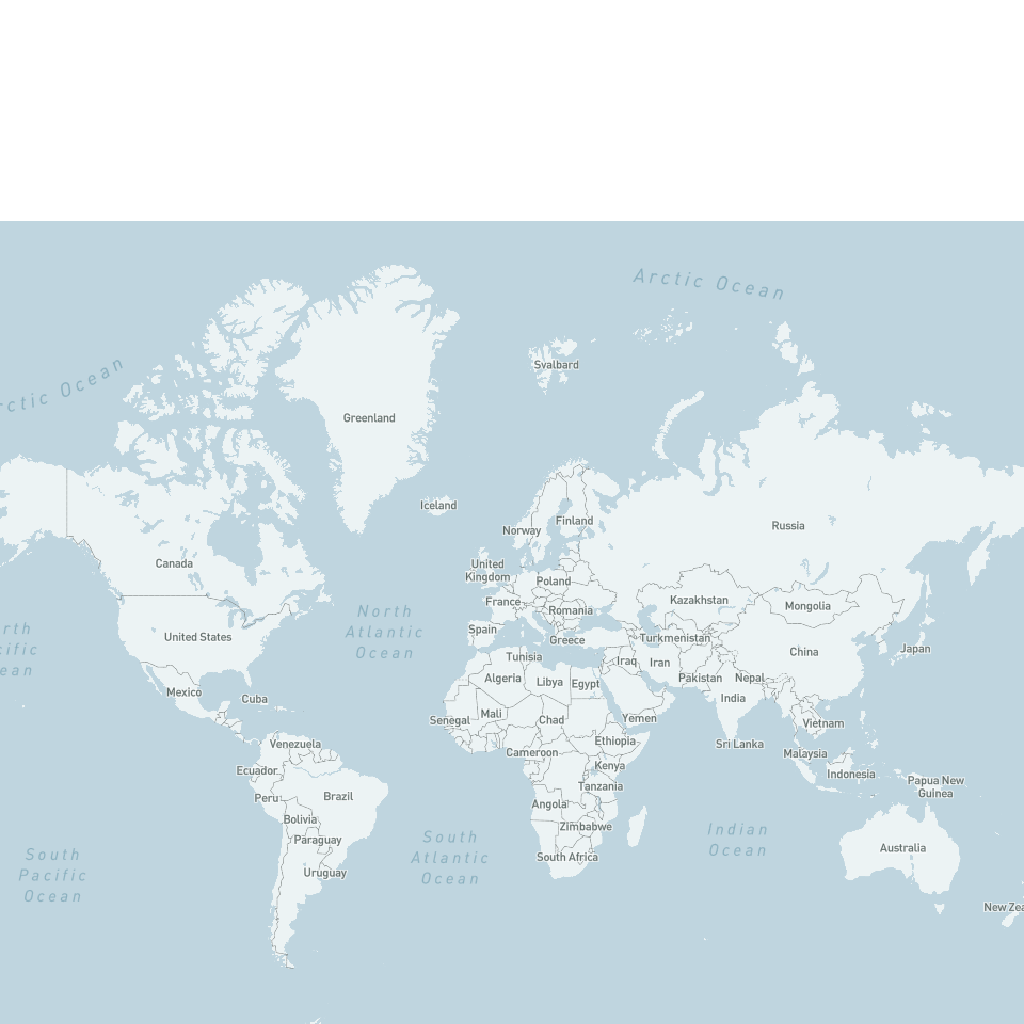 Arctic Ocean
Svalbard
ctic Ocean
Greenland
Iceland
Finland
Russia
Norway
Canada
United
Kingdom
Poland
France
Kazakhstan
Mongolia
North
Atlantic
Ocean
Romania
rth
cific
ean
Spain
United States
Greece
Turkmenistan
China
Japan
Tunisia
Iraq
Iran
Algeria
Libya
Egypt
Pakistan
Nepal
Mexico
Cuba
India
Mali
Senegal
Chad
Yemen
Vietnam
Venezuela
Ethiopia
Sri Lanka
Cameroon
Malaysia
Ecuador
Kenya
Indonesia
Papua New
Guinea
Peru
Brazil
Tanzania
Angola
Bolivia
Zimbabwe
Indian
Ocean
South
Atlantic
Ocean
Paraguay
Australia
South
Pacific
Ocean
South Africa
Uruguay
New Zea